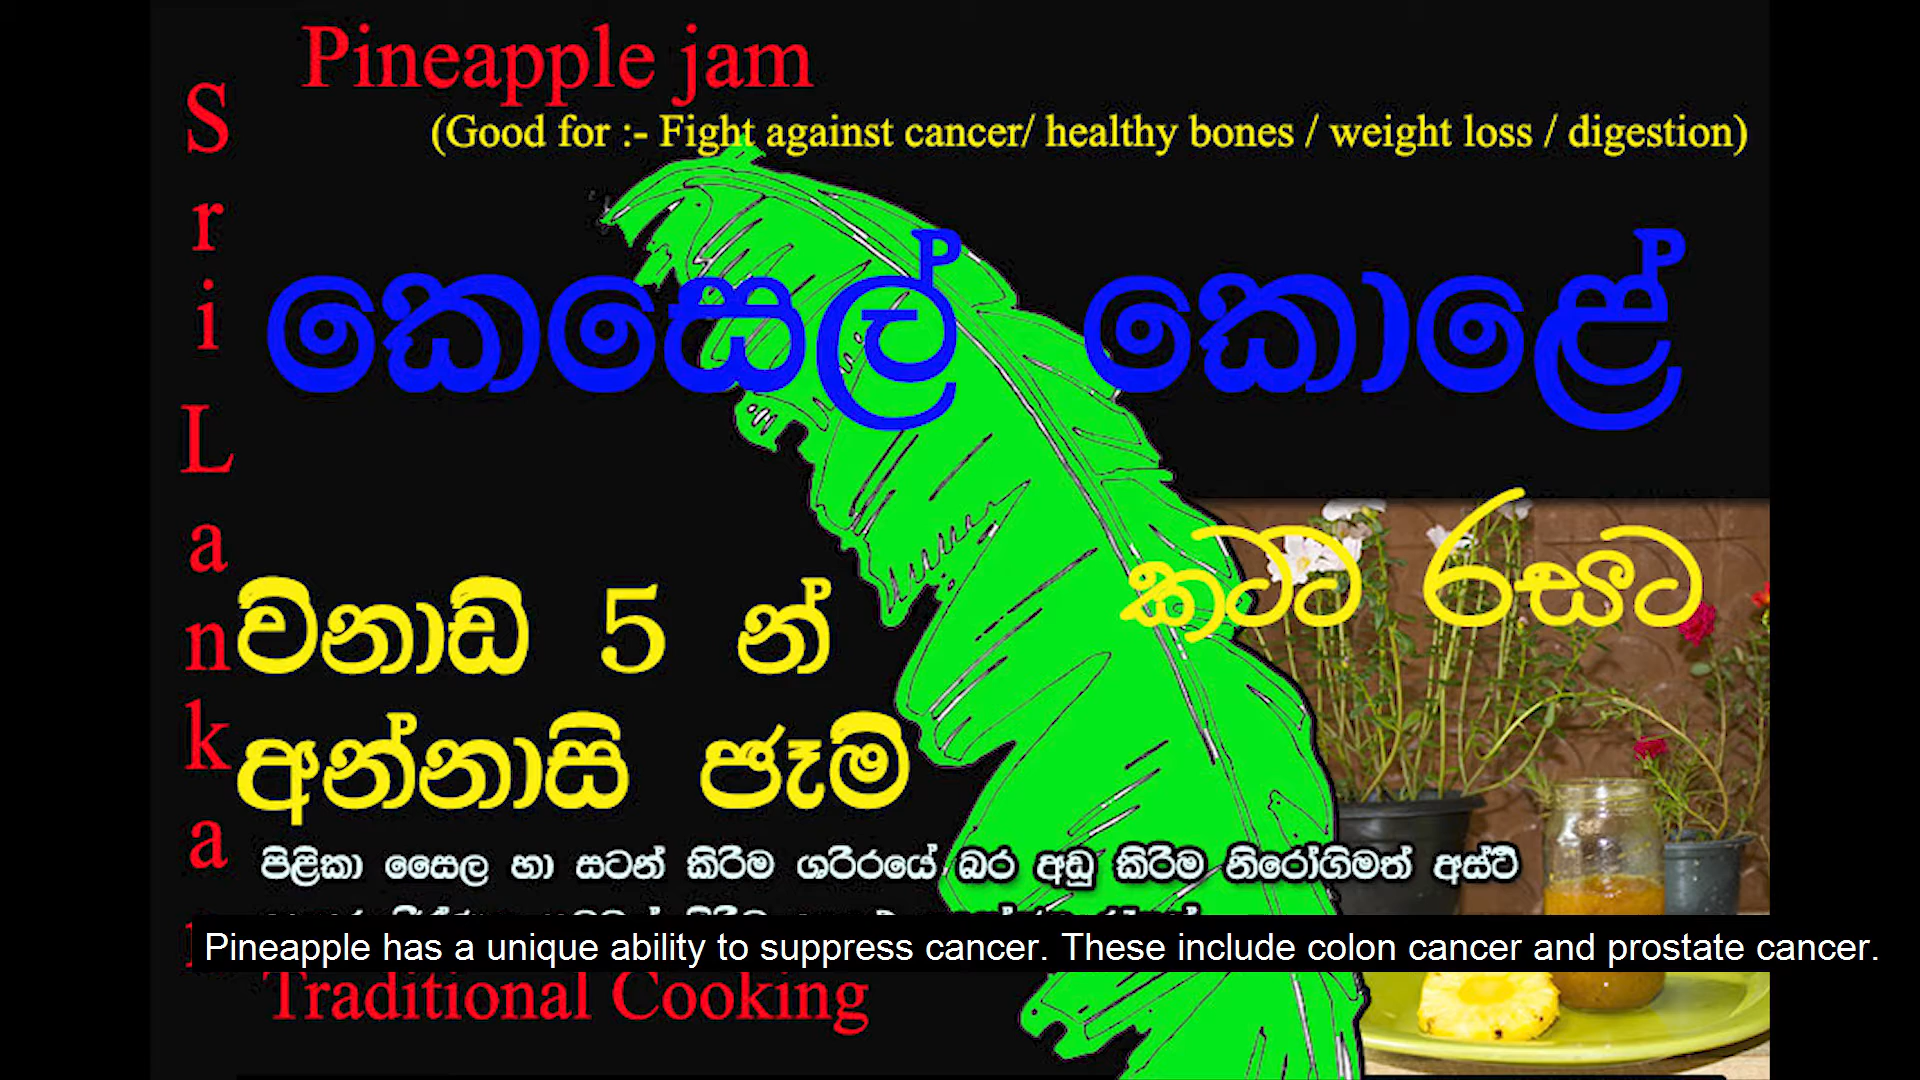 Pineapple jam
(Good for :- Fight against cancer/ healthy bones / weight loss / digestion)
Sri Lanka
කෙසෙල් කොළේ
කටට රසට
විනාඩි 5 න්
අන්නාසි ජෑම්
පිළිකා සෛල හා සටන් කිරීම ශරීරයේ බර අඩු කිරීම නිරෝගිමත් අස්ථි
Pineapple has a unique ability to suppress cancer. These include colon cancer and prostate cancer.
Traditional Cooking